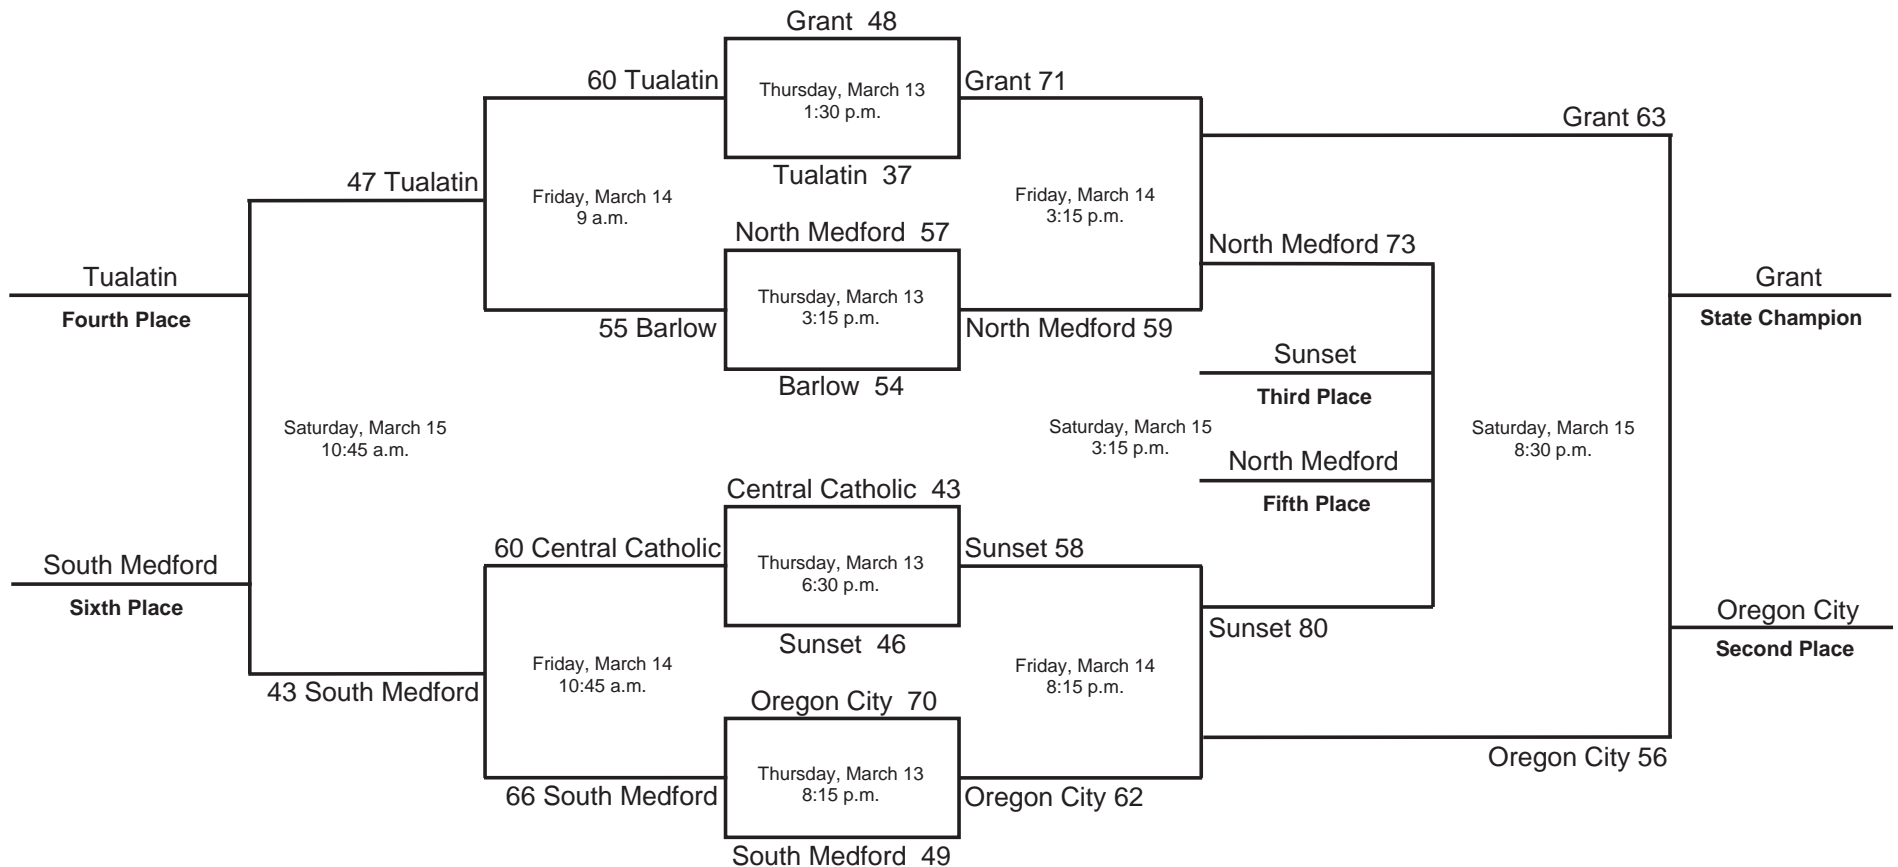 Grant 48
60 Tualatin
Thursday, March 13
1:30 p.m.
Grant 71
Grant 63
Tualatin 37
47 Tualatin
Friday, March 14
9 a.m.
Friday, March 14
3:15 p.m.
North Medford 57
North Medford 73
Tualatin
Fourth Place
Thursday, March 13
3:15 p.m.
Grant
State Champion
55 Barlow
North Medford 59
Barlow 54
Sunset
Third Place
Saturday, March 15
10:45 a.m.
Saturday, March 15
3:15 p.m.
Saturday, March 15
8:30 p.m.
North Medford
Fifth Place
Central Catholic 43
60 Central Catholic
Thursday, March 13
6:30 p.m.
Sunset 58
South Medford
Sixth Place
Sunset 46
Sunset 80
Oregon City
Second Place
Friday, March 14
10:45 a.m.
Friday, March 14
8:15 p.m.
43 South Medford
Oregon City 70
Oregon City 56
66 South Medford
Thursday, March 13
8:15 p.m.
Oregon City 62
South Medford 49